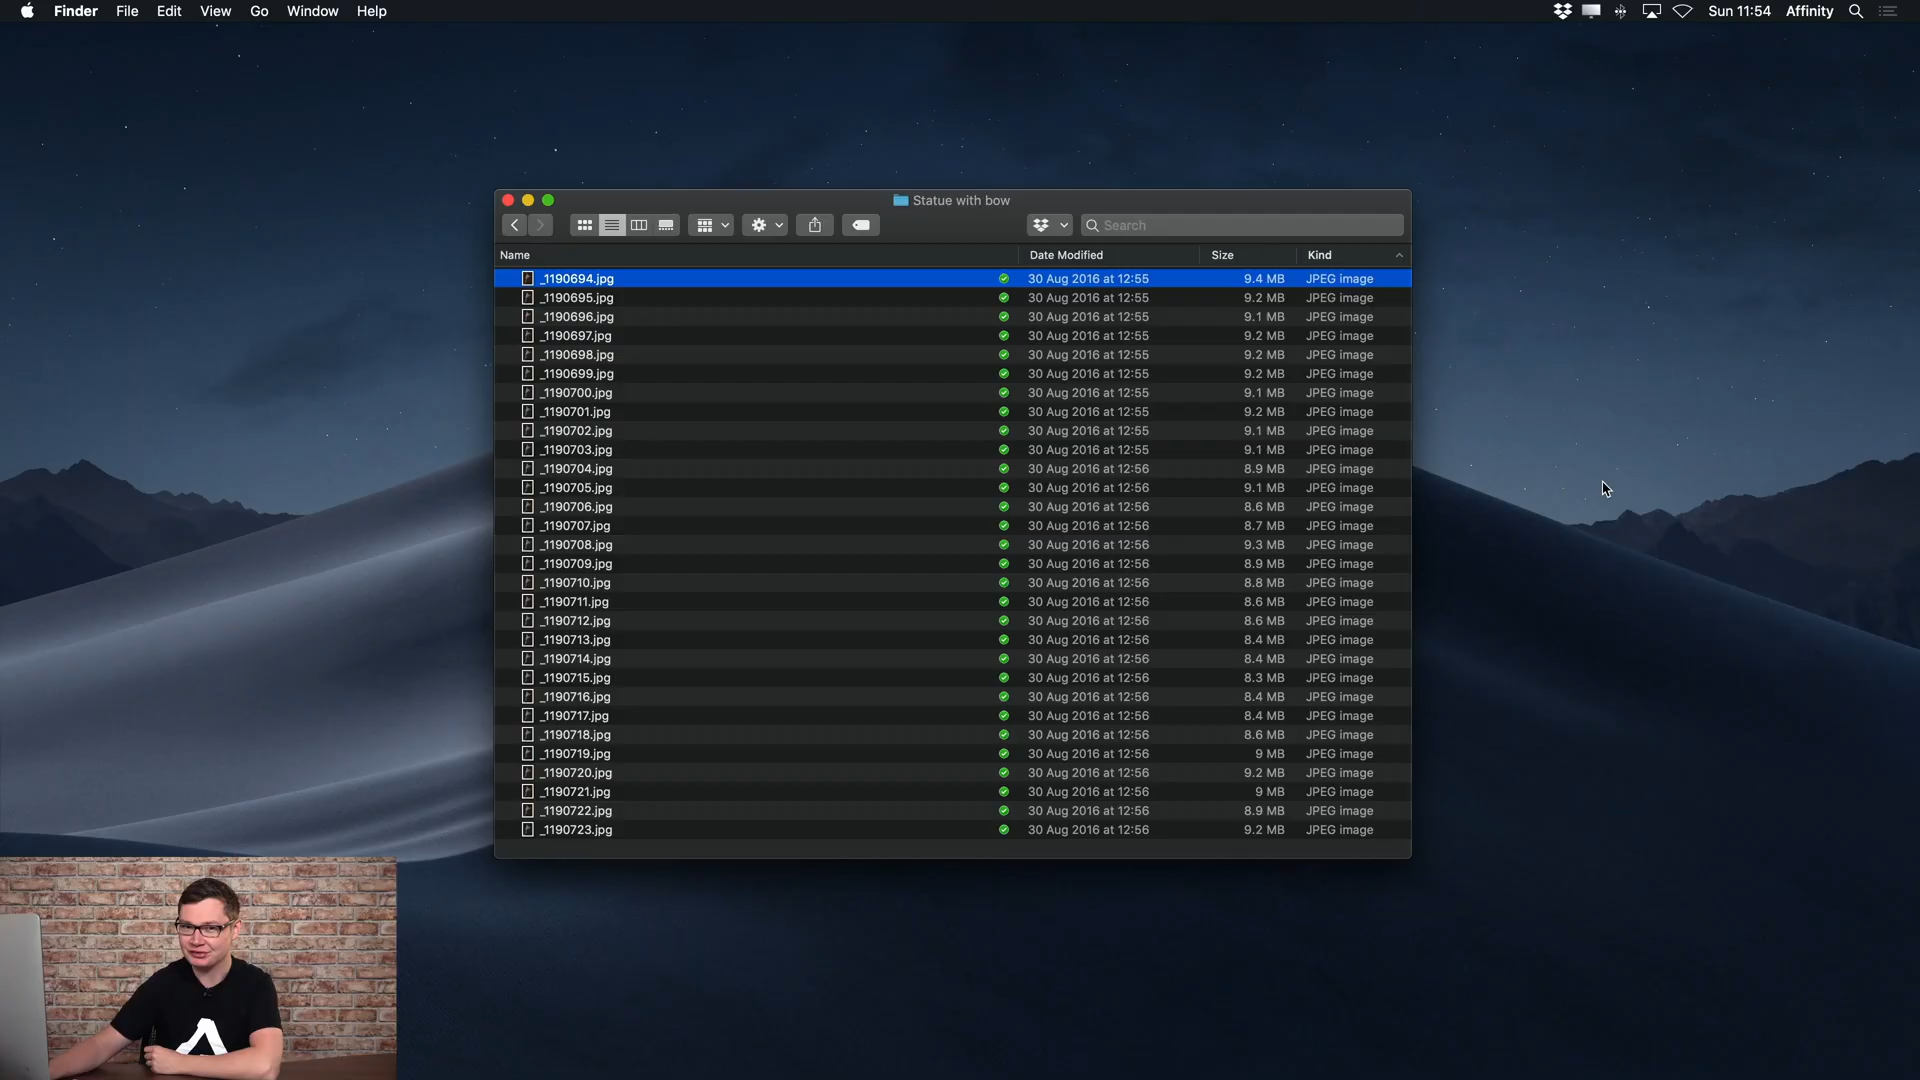 Finder File Edit View Go Window Help Sun 11:54 Affinity
Statue with bow
Search
Name Date Modified Size Kind
_1190694.jpg 30 Aug 2016 at 12:55 9.4 MB JPEG image
_1190695.jpg 30 Aug 2016 at 12:55 9.2 MB JPEG image
_1190696.jpg 30 Aug 2016 at 12:55 9.1 MB JPEG image
_1190697.jpg 30 Aug 2016 at 12:55 9.2 MB JPEG image
_1190698.jpg 30 Aug 2016 at 12:55 9.2 MB JPEG image
_1190699.jpg 30 Aug 2016 at 12:55 9.2 MB JPEG image
_1190700.jpg 30 Aug 2016 at 12:55 9.1 MB JPEG image
_1190701.jpg 30 Aug 2016 at 12:55 9.2 MB JPEG image
_1190702.jpg 30 Aug 2016 at 12:55 9.1 MB JPEG image
_1190703.jpg 30 Aug 2016 at 12:55 9.1 MB JPEG image
_1190704.jpg 30 Aug 2016 at 12:56 8.9 MB JPEG image
_1190705.jpg 30 Aug 2016 at 12:56 9.1 MB JPEG image
_1190706.jpg 30 Aug 2016 at 12:56 8.6 MB JPEG image
_1190707.jpg 30 Aug 2016 at 12:56 8.7 MB JPEG image
_1190708.jpg 30 Aug 2016 at 12:56 9.3 MB JPEG image
_1190709.jpg 30 Aug 2016 at 12:56 8.9 MB JPEG image
_1190710.jpg 30 Aug 2016 at 12:56 8.8 MB JPEG image
_1190711.jpg 30 Aug 2016 at 12:56 8.6 MB JPEG image
_1190712.jpg 30 Aug 2016 at 12:56 8.6 MB JPEG image
_1190713.jpg 30 Aug 2016 at 12:56 8.4 MB JPEG image
_1190714.jpg 30 Aug 2016 at 12:56 8.4 MB JPEG image
_1190715.jpg 30 Aug 2016 at 12:56 8.3 MB JPEG image
_1190716.jpg 30 Aug 2016 at 12:56 8.4 MB JPEG image
_1190717.jpg 30 Aug 2016 at 12:56 8.4 MB JPEG image
_1190718.jpg 30 Aug 2016 at 12:56 8.6 MB JPEG image
_1190719.jpg 30 Aug 2016 at 12:56 9 MB JPEG image
_1190720.jpg 30 Aug 2016 at 12:56 9.2 MB JPEG image
_1190721.jpg 30 Aug 2016 at 12:56 9 MB JPEG image
_1190722.jpg 30 Aug 2016 at 12:56 8.9 MB JPEG image
_1190723.jpg 30 Aug 2016 at 12:56 9.2 MB JPEG image